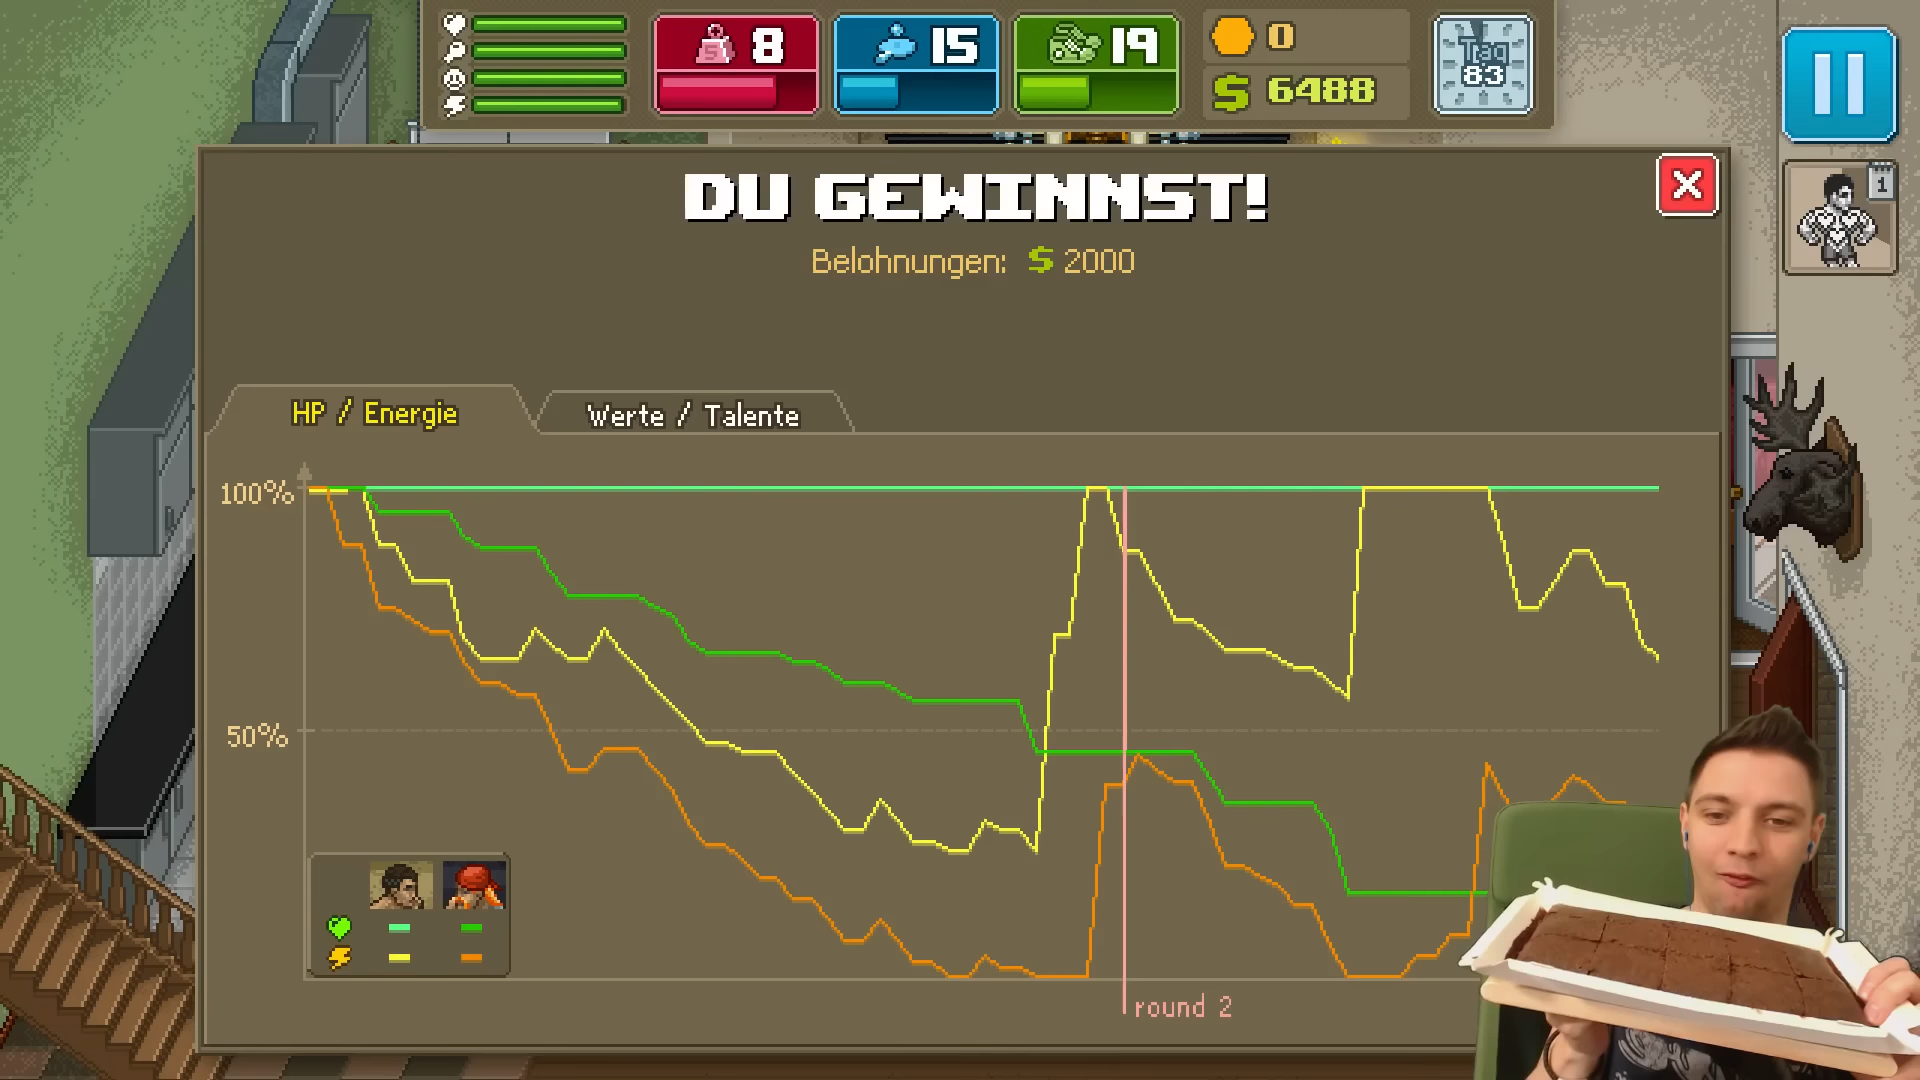 8
15
19
0
6488
Tag
83
1
DU GEWINNST!
Belohnungen: $ 2000
HP / Energie
Werte / Talente
100%
50%
round 2